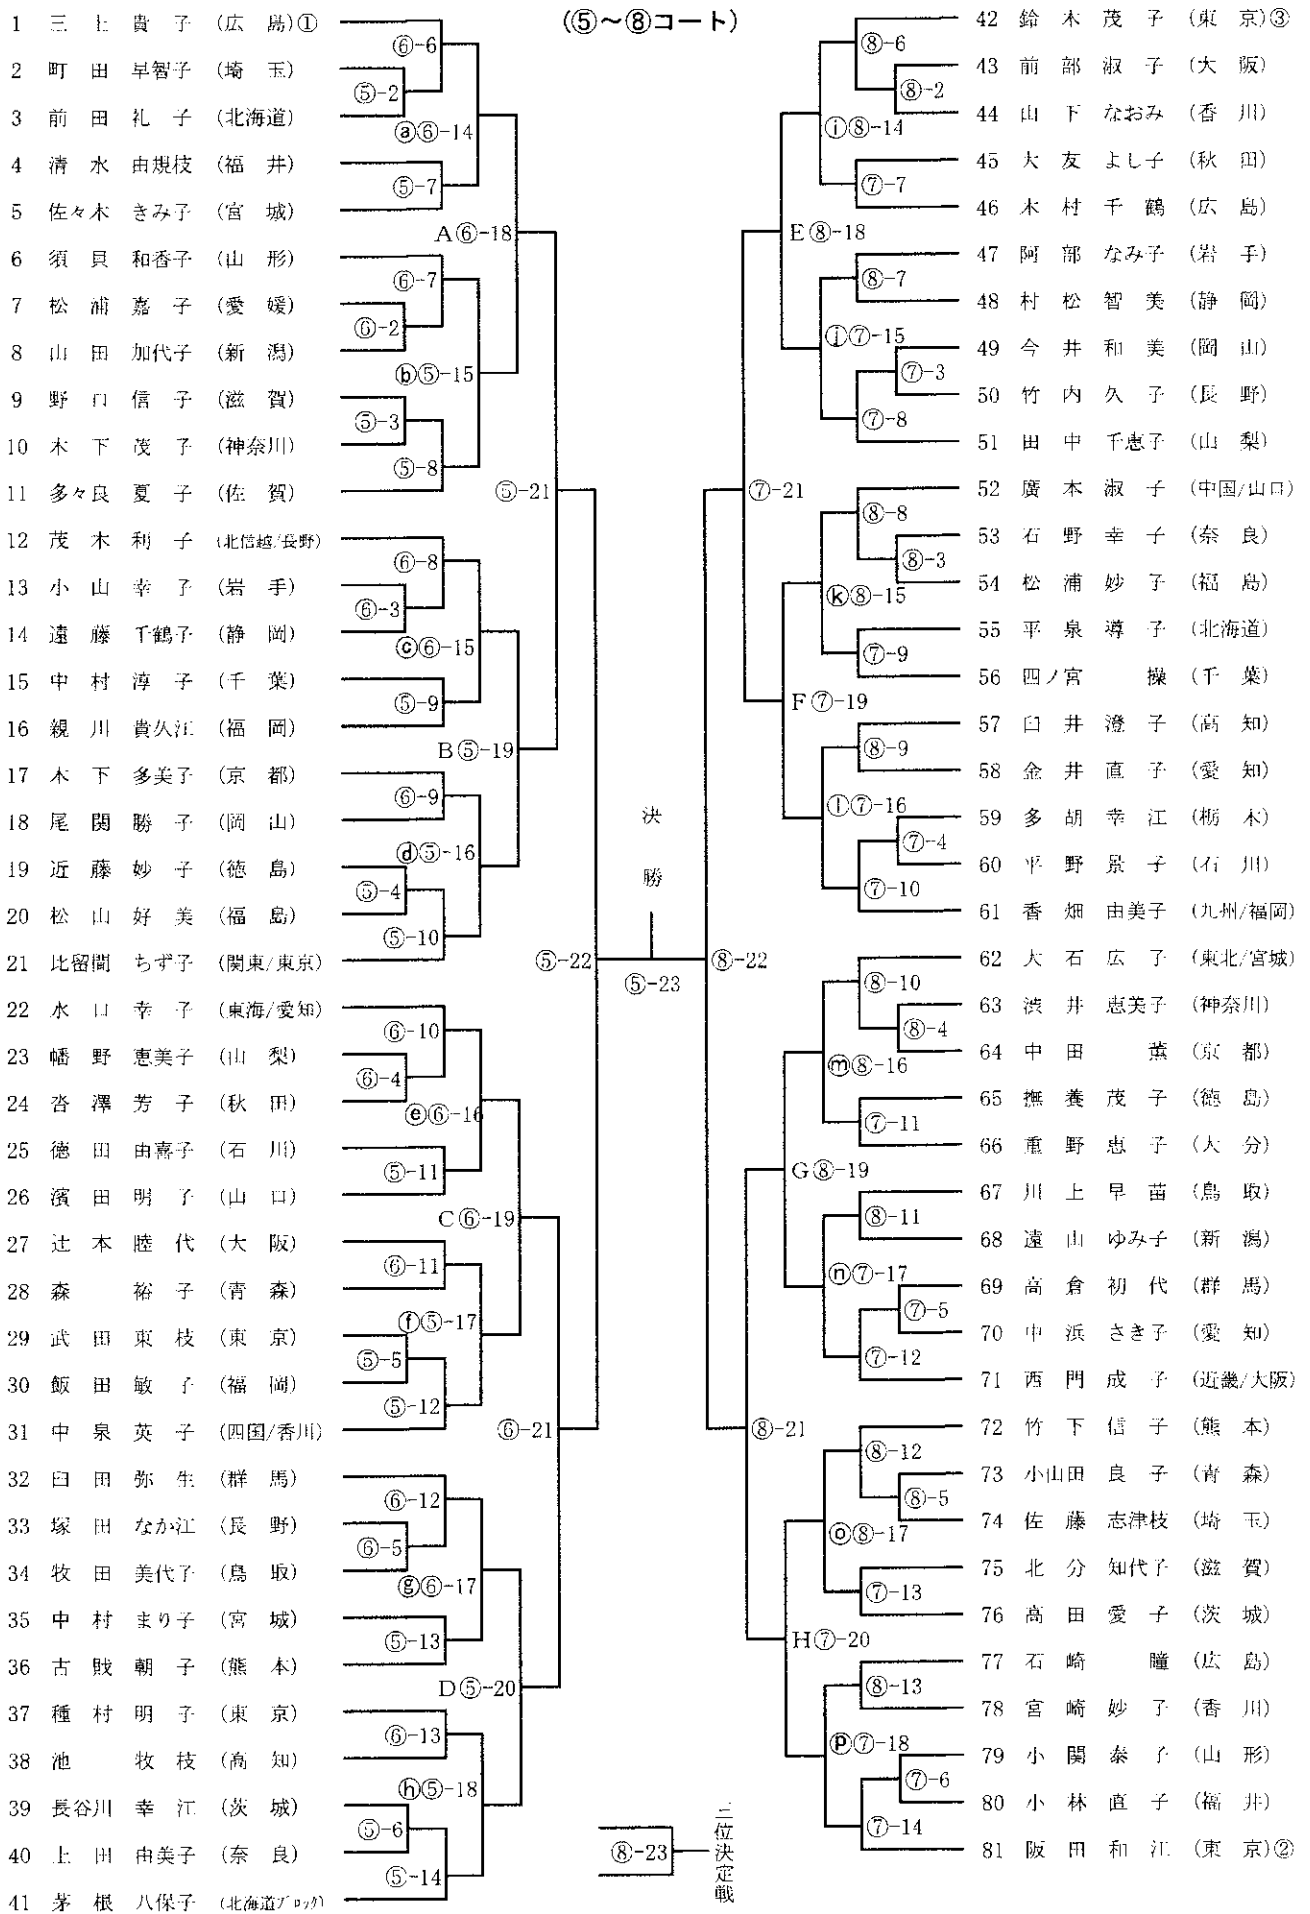 (⑤～⑧コート)
1 三上貴子 (広島)①
⑥-6
2 町田早智子 (埼玉)
⑤-2
3 前田礼子 (北海道)
ⓐ⑥-14
4 清水由規枝 (福井)
⑤-7
5 佐々木きみ子 (宮城)
A⑥-18
6 須貝和香子 (山形)
⑥-7
7 松浦嘉子 (愛媛)
⑥-2
8 山田加代子 (新潟)
ⓑ⑤-15
9 野口信子 (滋賀)
⑤-3
10 木下茂子 (神奈川)
⑤-8
11 多々良夏子 (佐賀)
⑤-21
12 茂木利子 (北信越/長野)
⑥-8
13 小山幸子 (岩手)
⑥-3
14 遠藤千鶴子 (静岡)
ⓒ⑥-15
15 中村淳子 (千葉)
⑤-9
16 親川貴久江 (福岡)
B⑤-19
17 木下多美子 (京都)
⑥-9
18 尾関勝子 (岡山)
ⓓ⑤-16
19 近藤妙子 (徳島)
⑤-4
20 松山好美 (福島)
⑤-10
21 比留間ちず子 (関東/東京)
⑤-22
22 水口幸子 (東海/愛知)
⑥-10
23 幡野恵美子 (山梨)
⑥-4
24 沓澤芳子 (秋田)
ⓔ⑥-16
25 徳田由喜子 (石川)
⑤-11
26 濱田明子 (山口)
C⑥-19
27 辻本睦代 (大阪)
⑥-11
28 森裕子 (青森)
ⓕ⑤-17
29 武田東枝 (東京)
⑤-5
30 飯田敏子 (福岡)
⑤-12
31 中泉英子 (四国/香川)
⑥-21
32 臼田弥生 (群馬)
⑥-12
33 塚田なか江 (長野)
⑥-5
34 牧田美代子 (鳥取)
ⓖ⑥-17
35 中村まり子 (宮城)
⑤-13
36 古賎朝子 (熊本)
D⑤-20
37 種村明子 (東京)
⑥-13
38 池牧枝 (高知)
ⓗ⑤-18
39 長谷川幸江 (茨城)
⑤-6
40 上田由美子 (奈良)
⑤-14
41 茅根八保子 (北海道ブロック)
決勝
⑤-23
42 鈴木茂子 (東京)③
⑧-6
43 前部淑子 (大阪)
⑧-2
44 山下なおみ (香川)
ⓘ⑧-14
45 大友よし子 (秋田)
⑦-7
46 木村千鶴 (広島)
E⑧-18
47 阿部なみ子 (岩手)
⑧-7
48 村松智美 (静岡)
ⓙ⑦-15
49 今井和美 (岡山)
⑦-3
50 竹内久子 (長野)
⑦-8
51 田中千恵子 (山梨)
⑦-21
52 廣本淑子 (中国/山口)
⑧-8
53 石野幸子 (奈良)
⑧-3
54 松浦妙子 (福島)
ⓚ⑧-15
55 平泉導子 (北海道)
⑦-9
56 四ノ宮操 (千葉)
F⑦-19
57 臼井澄子 (高知)
⑧-9
58 金井直子 (愛知)
ⓛ⑦-16
59 多胡幸江 (栃木)
⑦-4
60 平野景子 (石川)
⑦-10
61 香畑由美子 (九州/福岡)
⑧-22
62 大石広子 (東北/宮城)
⑧-10
63 渋井恵美子 (神奈川)
⑧-4
64 中田薫 (京都)
ⓜ⑧-16
65 撫養茂子 (徳島)
⑦-11
66 重野恵子 (大分)
G⑧-19
67 川上早苗 (鳥取)
⑧-11
68 遠山ゆみ子 (新潟)
ⓝ⑦-17
69 高倉初代 (群馬)
⑦-5
70 中浜さき子 (愛知)
⑦-12
71 西門成子 (近畿/大阪)
⑧-21
72 竹下信子 (熊本)
⑧-12
73 小山田良子 (青森)
⑧-5
74 佐藤志津枝 (埼玉)
ⓞ⑧-17
75 北分知代子 (滋賀)
⑦-13
76 高田愛子 (茨城)
H⑦-20
77 石崎瞳 (広島)
⑧-13
78 宮崎妙子 (香川)
ⓟ⑦-18
79 小関泰子 (山形)
⑦-6
80 小林直子 (福井)
⑦-14
81 阪田和江 (東京)②
⑧-23
三位決定戦